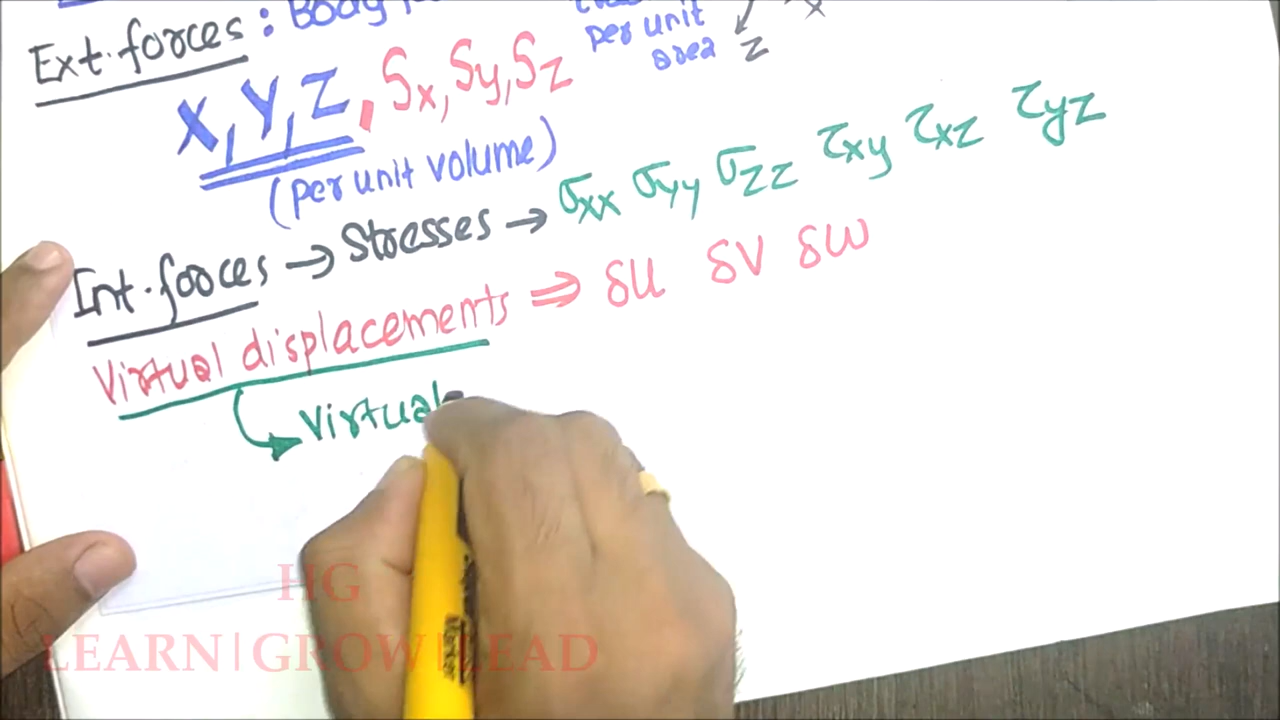 Ext. forces : Body
per unit
area Z
X
X, Y, Z, Sx, Sy, Sz
(per unit volume)
Int. forces → Stresses → σxx σyy σzz τxy τxz τyz
Virtual displacements ⇒ δu δv δw
Virtual
HG
LEARN|GROW|LEAD